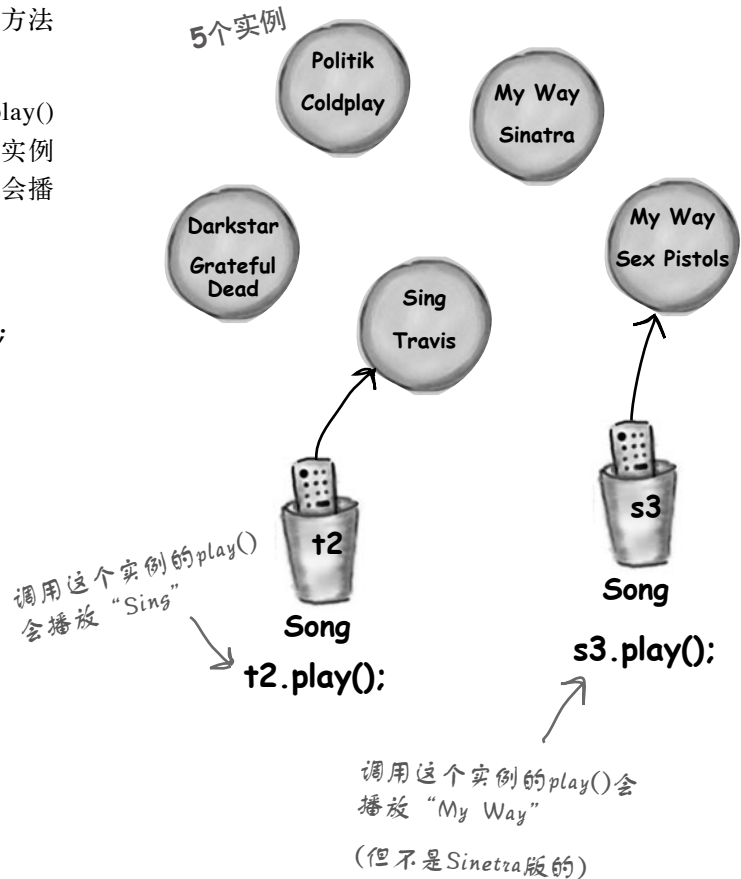 方法
play()
实例
会播
;
5个实例
Politik
Coldplay
My Way
Sinatra
Darkstar
Grateful
Dead
My Way
Sex Pistols
Sing
Travis
t2
Song
t2.play();
s3
Song
s3.play();
调用这个实例的play()
会播放“Sing”
调用这个实例的play()会
播放“My Way”
(但不是Sinetra版的)